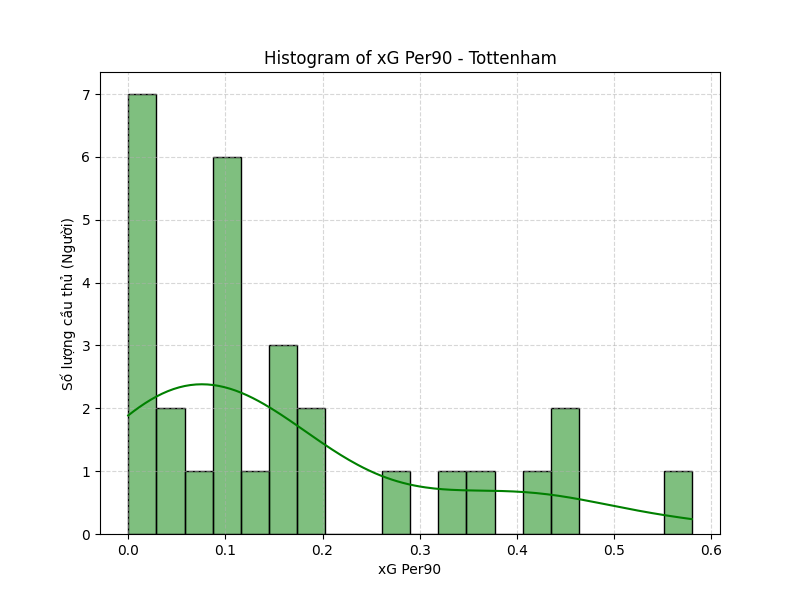 Histogram of xG Per90 - Tottenham
Số lượng cầu thủ (Người)
7
6
5
4
3
2
1
0
0.0 0.1 0.2 0.3 0.4 0.5 0.6
xG Per90